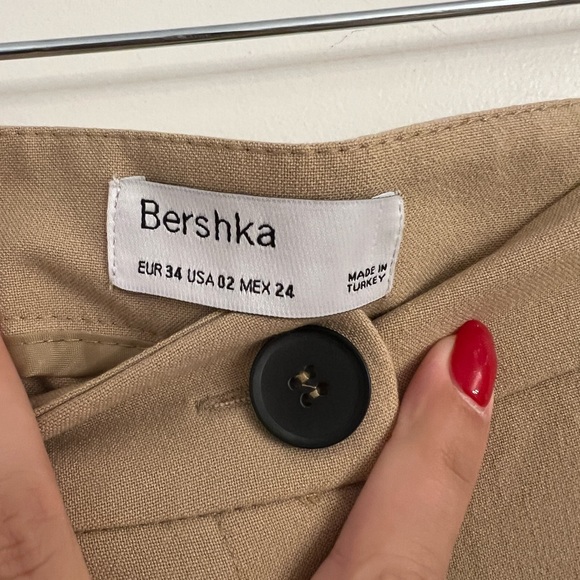 Bershka
EUR 34 USA 02 MEX 24
MADE IN
TURKEY